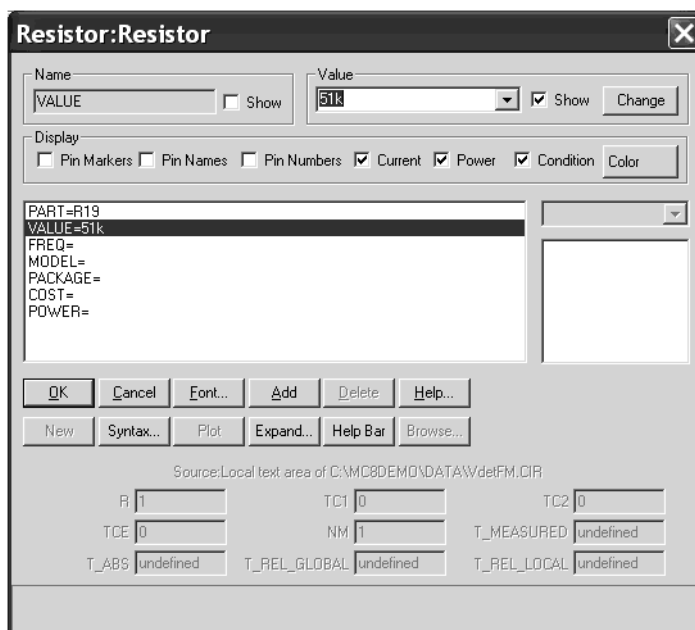 Resistor:Resistor
Name
VALUE
Show
Value
51k
Show
Change
Display
Pin Markers
Pin Names
Pin Numbers
Current
Power
Condition
Color
PART=R19
VALUE=51k
FREQ=
MODEL=
PACKAGE=
COST=
POWER=
OK
Cancel
Font...
Add
Delete
Help...
New
Syntax...
Plot
Expand...
Help Bar
Browse...
Source:Local text area of C:\MC8DEMO\DATA\VdetFM.CIR
R 1
TC1 0
TC2 0
TCE 0
NM 1
T_MEASURED undefined
T_ABS undefined
T_REL_GLOBAL undefined
T_REL_LOCAL undefined